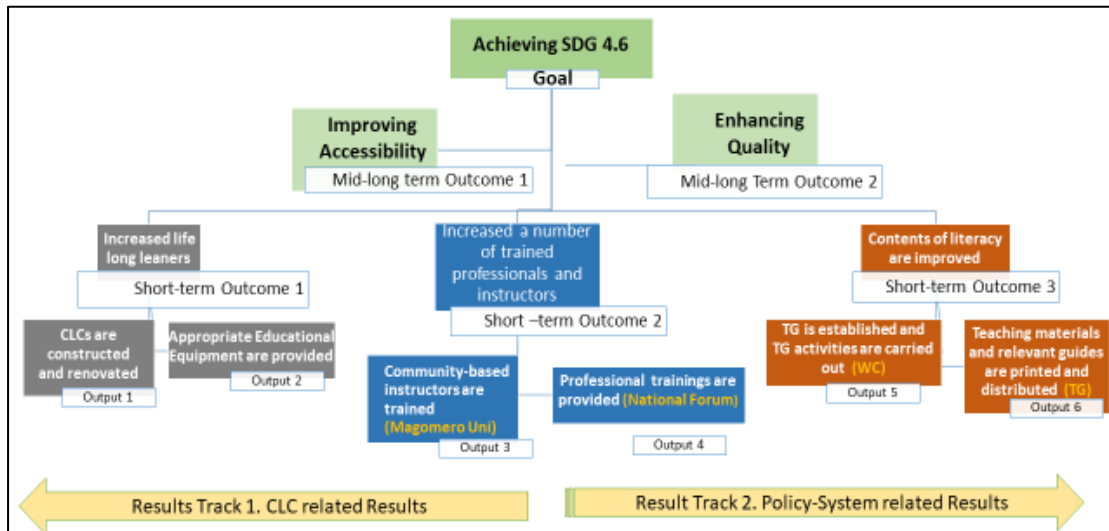 Achieving SDG 4.6
Goal
Improving
Accessibility
Mid-long term Outcome 1
Enhancing
Quality
Mid-long Term Outcome 2
Increased life
long leaners
Short-term Outcome 1
Increased a number
of trained
professionals and
instructors
Short –term Outcome 2
Contents of literacy
are improved
Short-term Outcome 3
CLCs are
constructed
and renovated
Output 1
Appropriate Educational
Equipment are provided
Output 2
Community-based
instructors are
trained
(Magomero Uni)
Output 3
Professional trainings are
provided (National Forum)
Output 4
TG is established and
TG activities are carried
out (WC)
Output 5
Teaching materials
and relevant guides
are printed and
distributed (TG)
Output 6
Results Track 1. CLC related Results
Result Track 2. Policy-System related Results